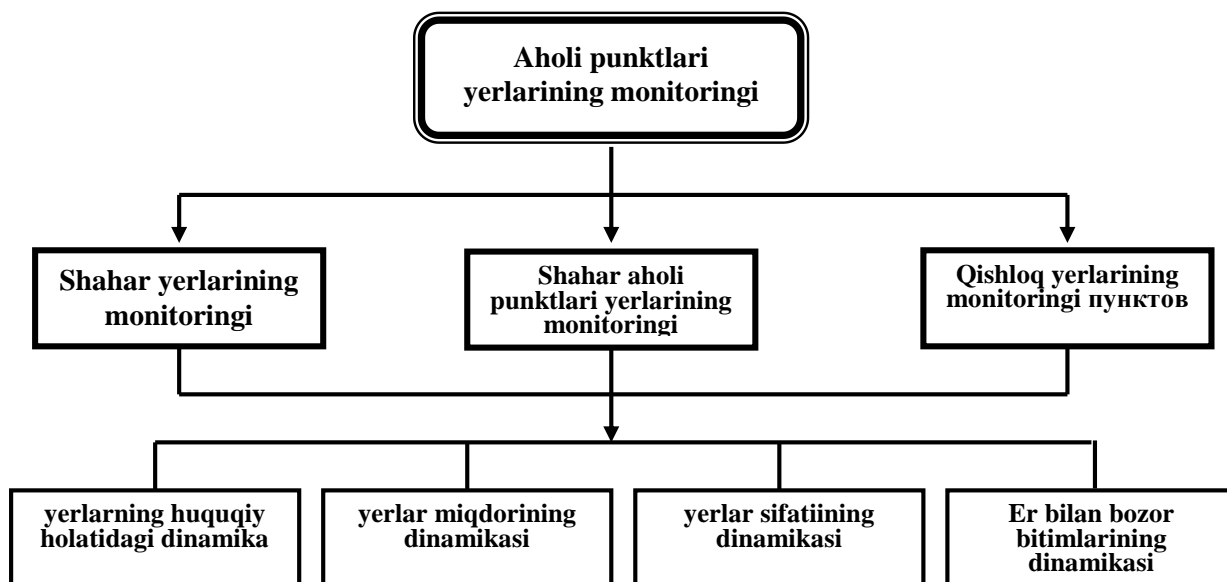 Aholi punktlari
yerlarining monitoringi
Shahar yerlarining
monitoringi
Shahar aholi
punktlari yerlarining
monitoringi
Qishloq yerlarining
monitoringi пунктов
yerlarning huquqiy
holatidagi dinamika
yerlar miqdorining
dinamikasi
yerlar sifatiining
dinamikasi
Er bilan bozor
bitimlarining
dinamikasi